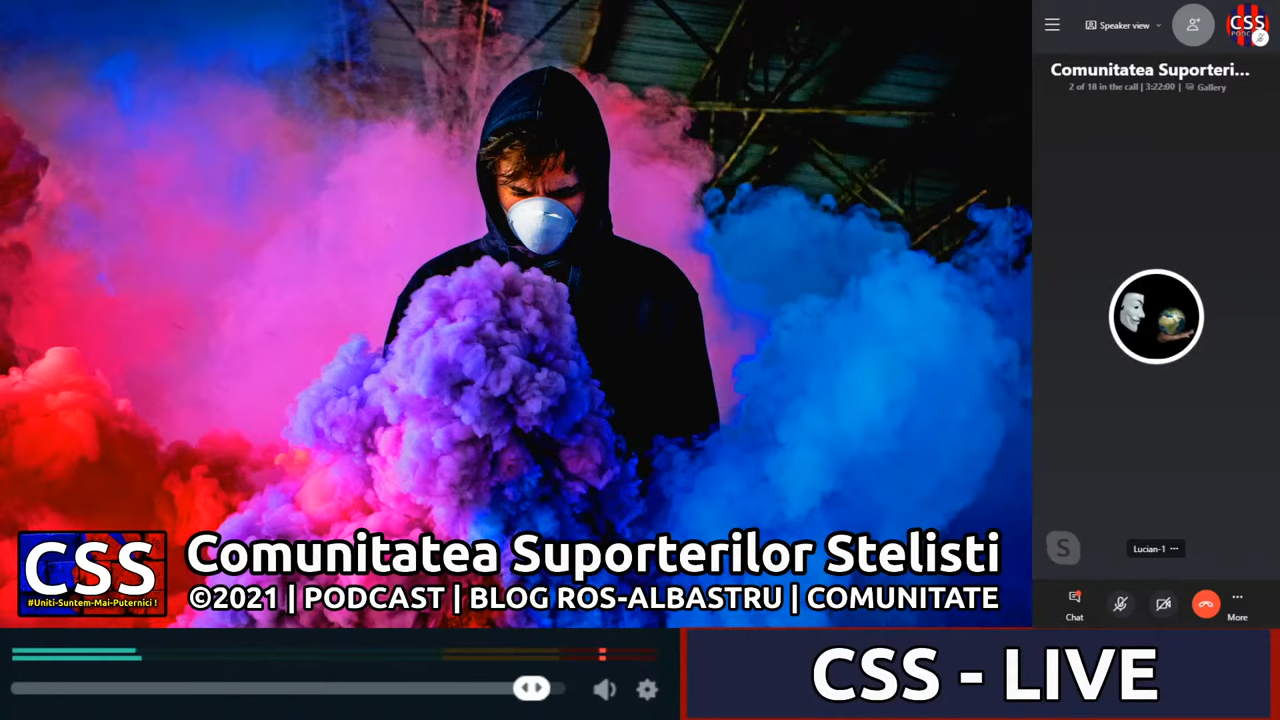 Speaker view
CSS
Comunitatea Suporteri...
2 of 18 in the call | 3:22:00 | Gallery
S
Lucian-1 •••
Chat
More
CSS
#Uniti-Suntem-Mai-Puternici !
Comunitatea Suporterilor Stelisti
©2021 | PODCAST | BLOG ROS-ALBASTRU | COMUNITATE
CSS - LIVE